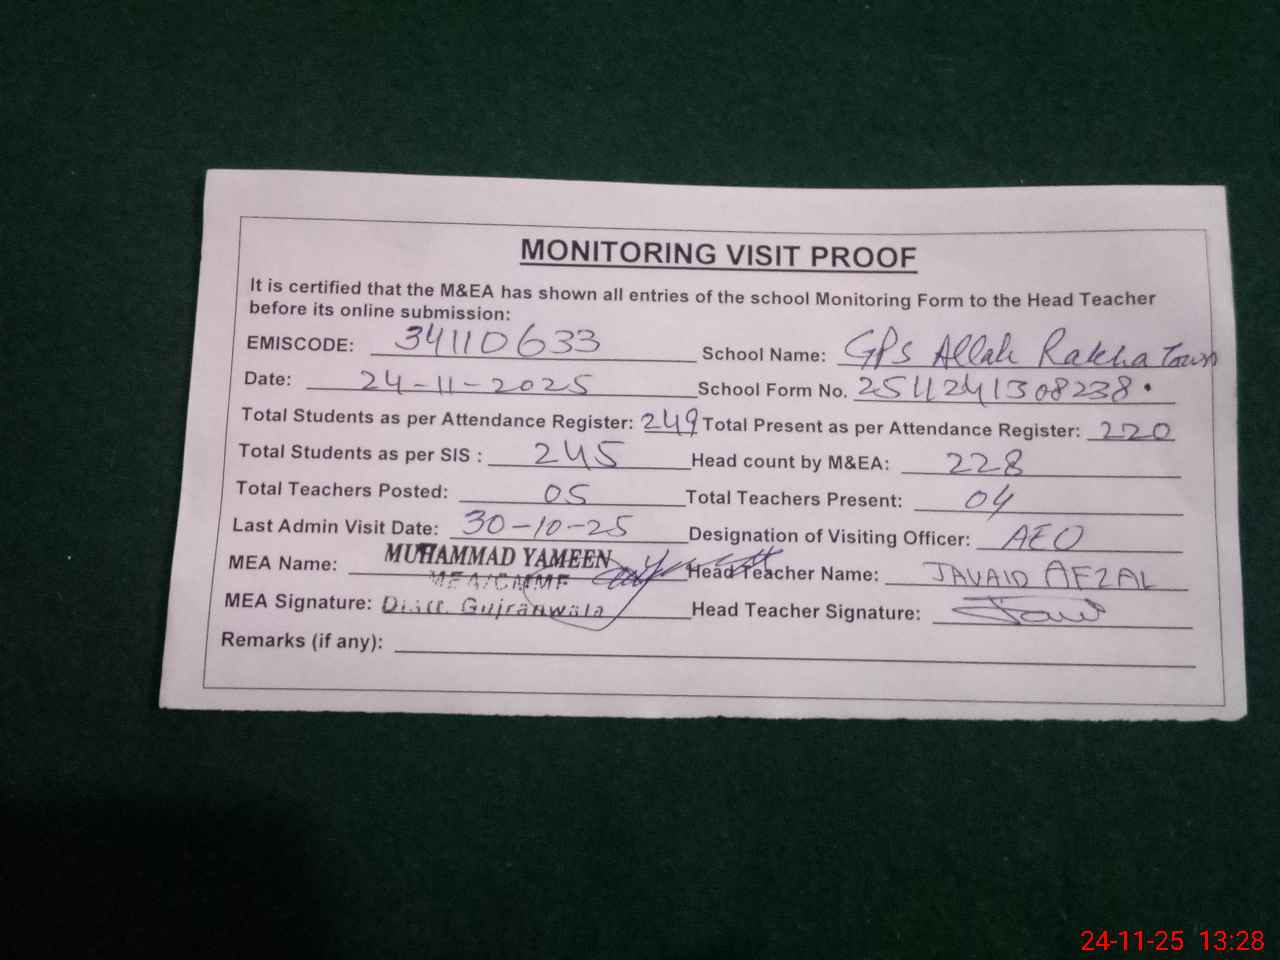 MONITORING VISIT PROOF
It is certified that the M&EA has shown all entries of the school Monitoring Form to the Head Teacher
before its online submission:
EMISCODE: 34110633 School Name: GPS Allah Rakha Town
Date: 24-11-2025 School Form No. 2511241308238
Total Students as per Attendance Register: 249 Total Present as per Attendance Register: 220
Total Students as per SIS : 245 Head count by M&EA: 228
Total Teachers Posted: 05 Total Teachers Present: 04
Last Admin Visit Date: 30-10-25 Designation of Visiting Officer: AEO
MEA Name: MUHAMMAD YAMEEN Head Teacher Name: JAVAID AFZAL
MEA/CMMF
MEA Signature: Distt. Gujranwala Head Teacher Signature:
Remarks (if any):
24-11-25 13:28